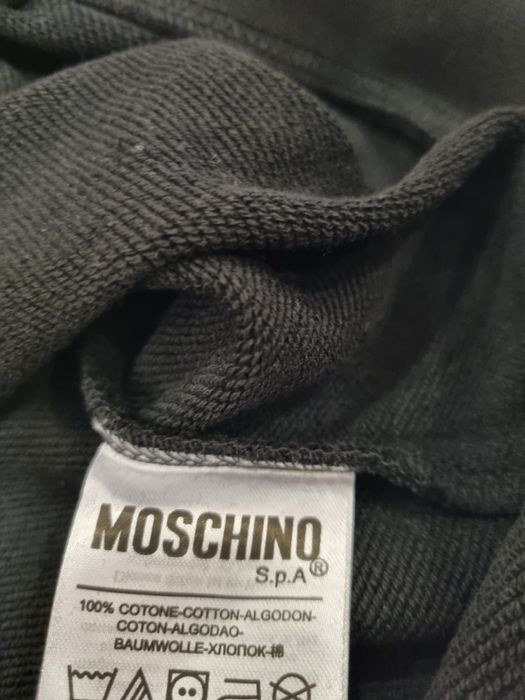 MOSCHINO
S.p.A®
100% COTONE-COTTON-ALGODON-
COTON-ALGODAO-
BAUMWOLLE-ХЛОПОК-棉